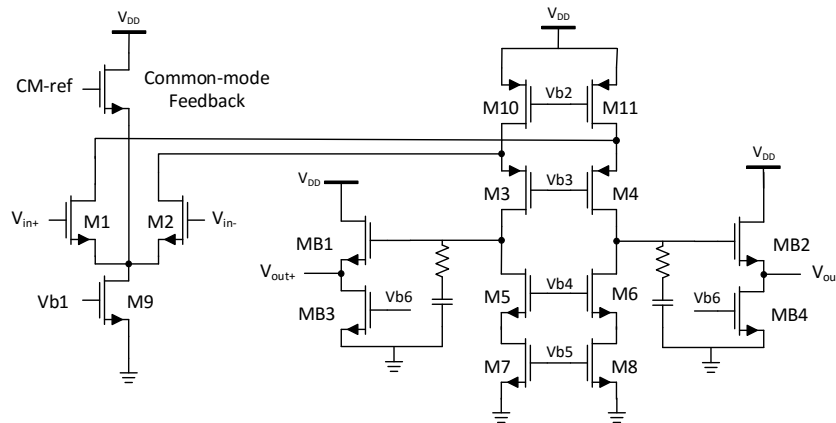 V_DD
V_DD
CM-ref
Common-mode
Feedback
M10
Vb2
M11
V_DD
V_DD
M3
Vb3
M4
V_in+
M1
M2
V_in-
MB1
MB2
V_out+
V_ou
Vb1
M9
MB3
Vb6
M5
Vb4
M6
Vb6
MB4
M7
Vb5
M8